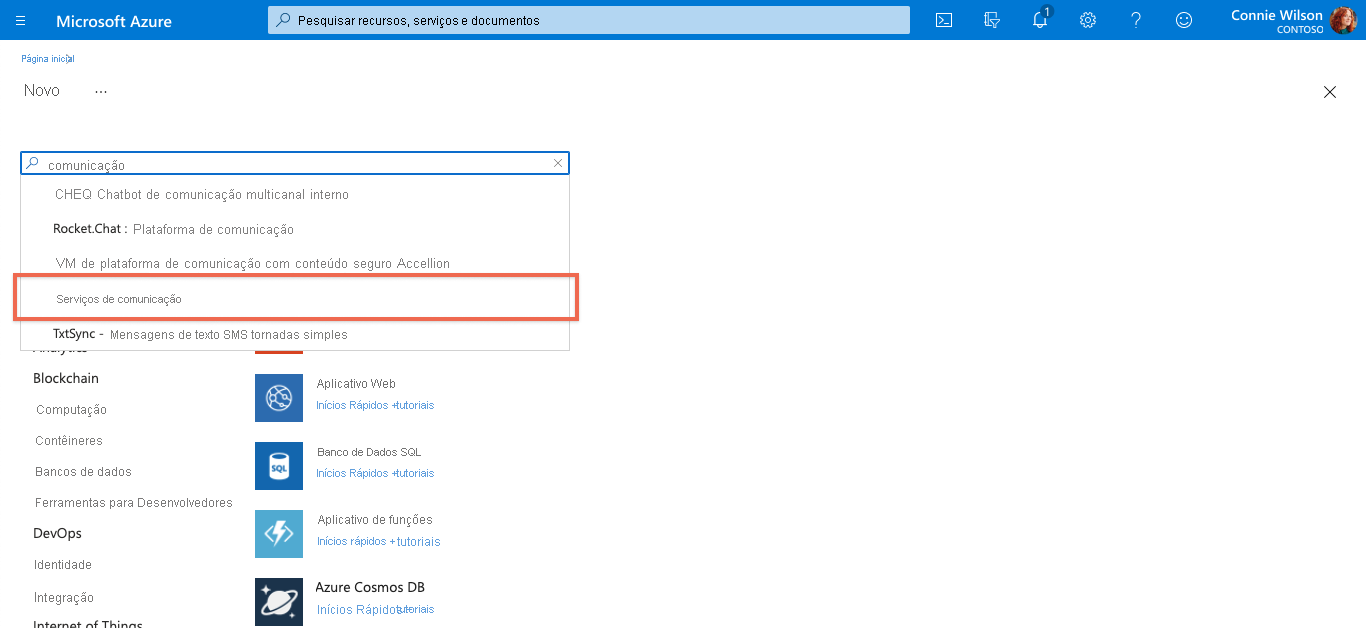 Microsoft Azure
Pesquisar recursos, serviços e documentos
1
Connie Wilson
CONTOSO
Página inicial
Novo ...
comunicação
CHEQ Chatbot de comunicação multicanal interno
Rocket.Chat : Plataforma de comunicação
VM de plataforma de comunicação com conteúdo seguro Accellion
Serviços de comunicação
TxtSync - Mensagens de texto SMS tornadas simples
Analytics
Blockchain
Computação
Contêineres
Bancos de dados
Ferramentas para Desenvolvedores
DevOps
Identidade
Integração
Internet of Things
Aplicativo Web
Inícios Rápidos +tutoriais
Banco de Dados SQL
SQL
Inícios Rápidos +tutoriais
Aplicativo de funções
Inícios rápidos +tutoriais
Azure Cosmos DB
Inícios Rápidos tutoriais